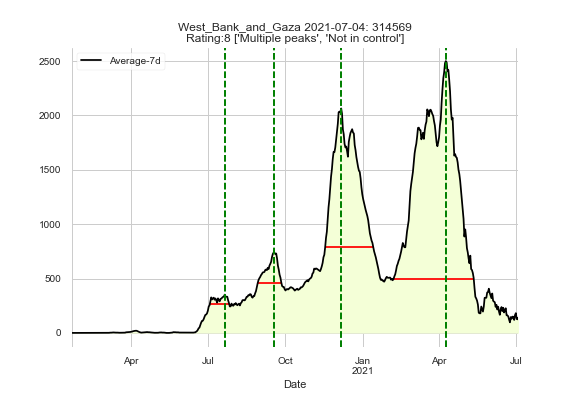 West_Bank_and_Gaza 2021-07-04: 314569
Rating:8 ['Multiple peaks', 'Not in control']
Average-7d
2500
2000
1500
1000
500
0
Apr Jul Oct Jan Apr Jul
2021
Date